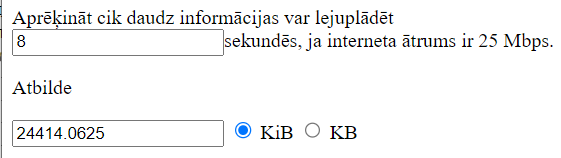 Aprēķināt cik daudz informācijas var lejuplādēt
8 sekundēs, ja interneta ātrums ir 25 Mbps.
Atbilde
24414.0625 KiB KB